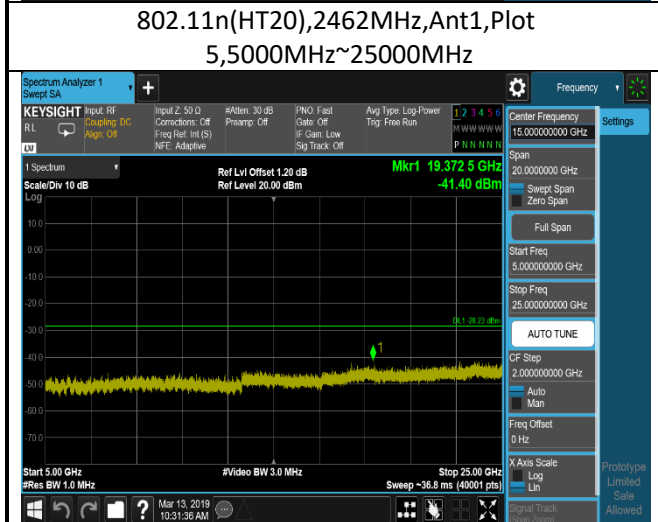 802.11n(HT20),2462MHz,Ant1,Plot
5,5000MHz~25000MHz
Spectrum Analyzer 1
Swept SA
+
Frequency
KEYSIGHT
RL
Input: RF
Coupling: DC
Align: Off
Input Z: 50 Ω
Corrections: Off
Freq Ref: Int (S)
NFE: Adaptive
#Atten: 30 dB
Preamp: Off
PNO: Fast
Gate: Off
IF Gain: Low
Sig Track: Off
Avg Type: Log-Power
Trig: Free Run
1 2 3 4 5 6
M W W W W W
P N N N N N
1 Spectrum
Scale/Div 10 dB
Log
Ref Lvl Offset 1.20 dB
Ref Level 20.00 dBm
Mkr1 19.372 5 GHz
-41.40 dBm
10.0
0.00
-10.0
-20.0
-30.0
-40.0
-50.0
-60.0
-70.0
DL1 -28.23 dBm
1
Start 5.00 GHz
#Res BW 1.0 MHz
#Video BW 3.0 MHz
Stop 25.00 GHz
Sweep ~36.8 ms (40001 pts)
Center Frequency
15.000000000 GHz
Settings
Span
20.0000000 GHz
Swept Span
Zero Span
Full Span
Start Freq
5.000000000 GHz
Stop Freq
25.000000000 GHz
AUTO TUNE
CF Step
2.000000000 GHz
Auto
Man
Freq Offset
0 Hz
X Axis Scale
Log
Lin
Signal Track
(Span Zoom)
Prototype
Limited
Sale
Allowed
?
Mar 13, 2019
10:31:36 AM